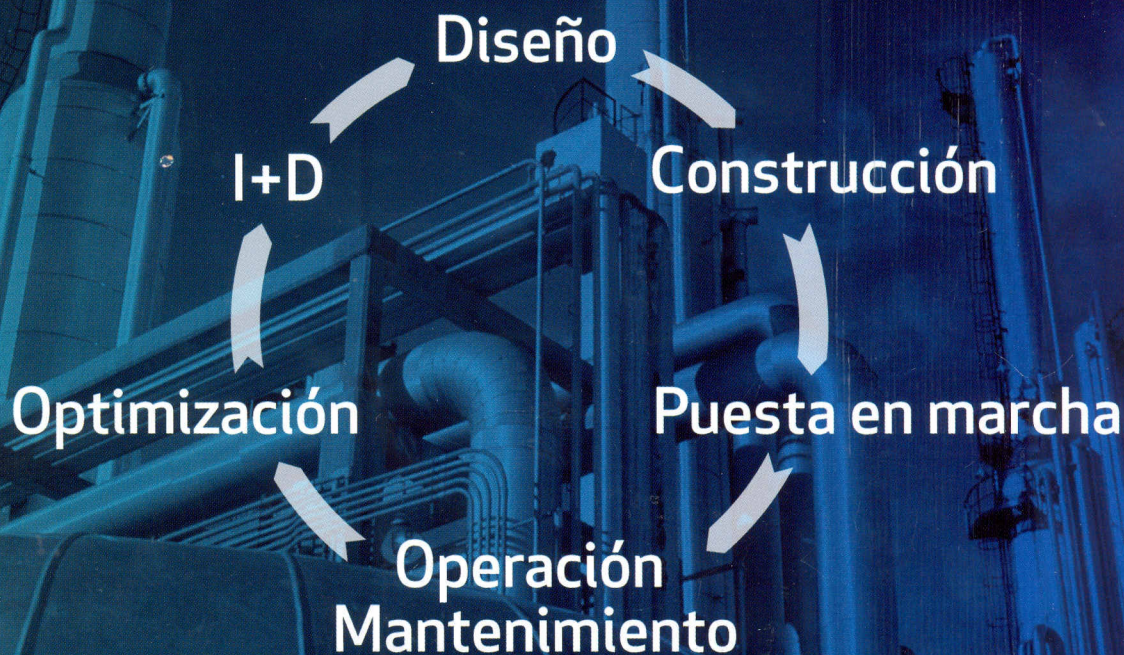 Diseño
Construcción
Puesta en marcha
Operación
Mantenimiento
Optimización
I+D